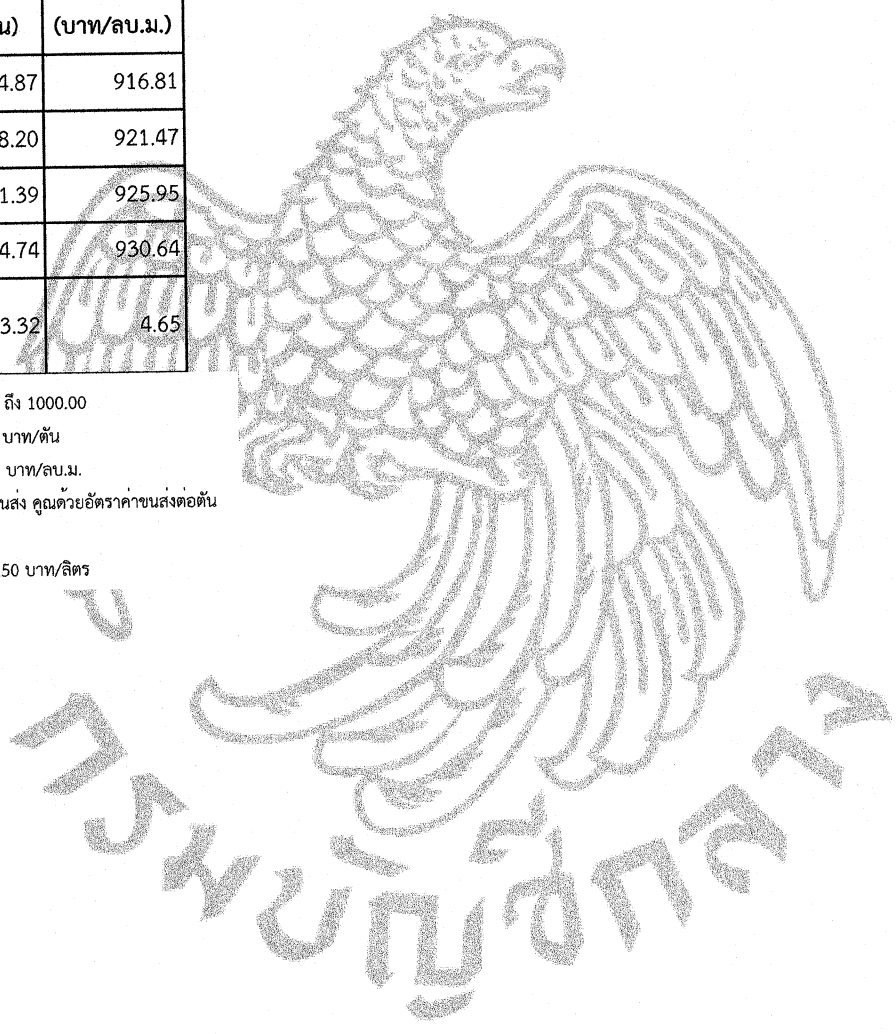 น) (บาท/ลบ.ม.)
4.87 916.81
8.20 921.47
1.39 925.95
4.74 930.64
3.32 4.65
ถึง 1000.00
บาท/ตัน
บาท/ลบ.ม.
นส่ง คูณด้วยอัตราค่าขนส่งต่อตัน
50 บาท/ลิตร
กรมบัญชีกลาง